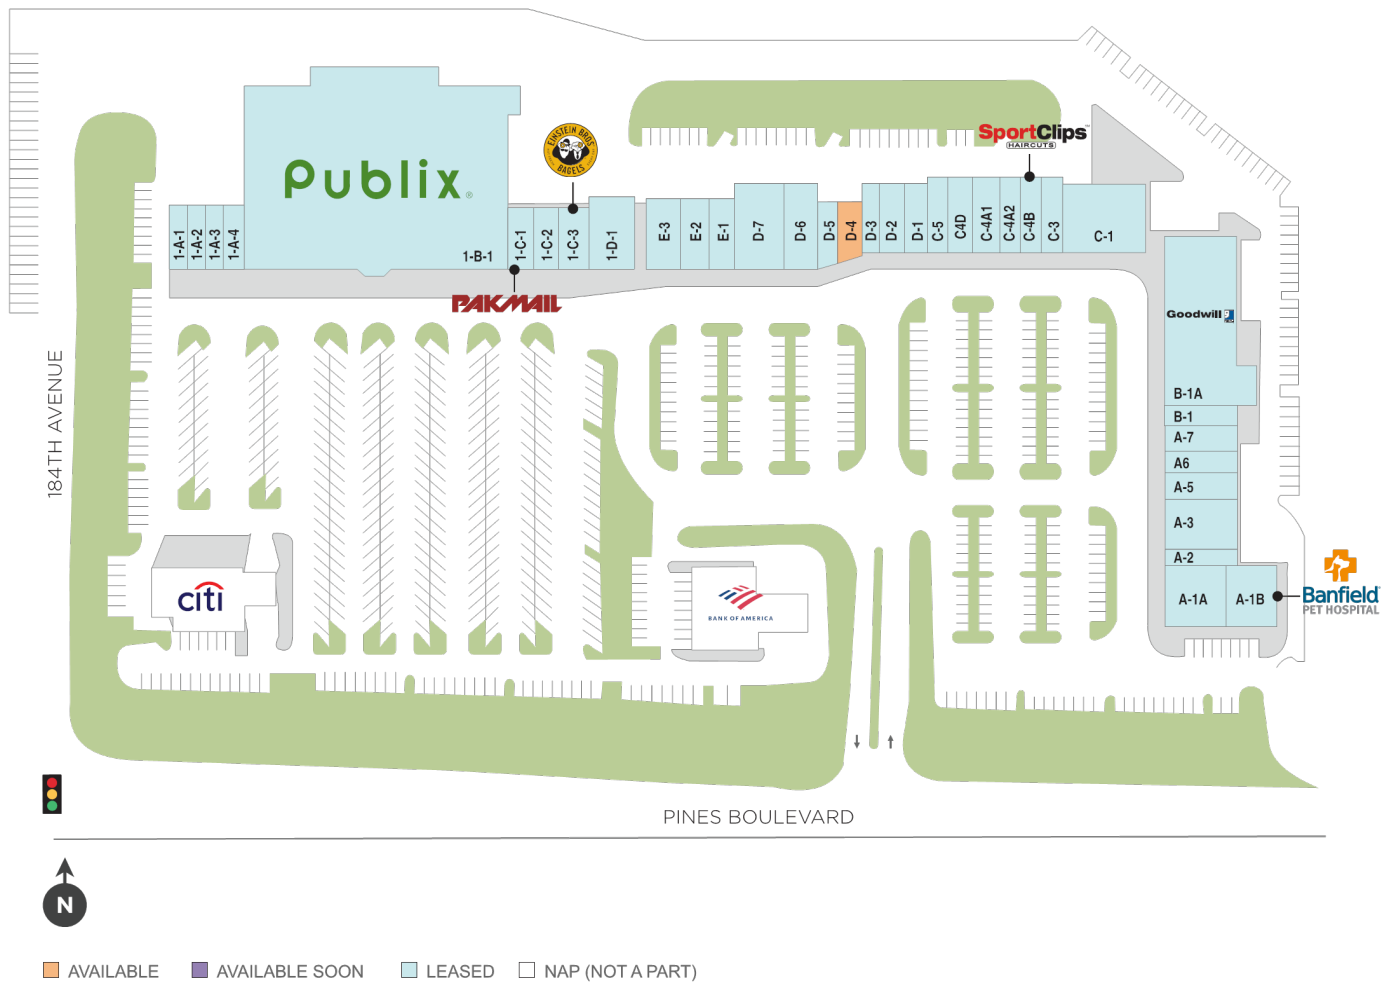 EINSTEIN BROS
BAGELS
SportClips
HAIRCUTS
Publix
1-A-1
1-A-2
1-A-3
1-A-4
1-B-1
1-C-1
1-C-2
1-C-3
1-D-1
E-3
E-2
E-1
D-7
D-6
D-5
D-4
D-3
D-2
D-1
C-5
C4D
C-4A1
C-4A2
C-4B
C-3
C-1
PAKMAIL
Goodwill
B-1A
B-1
A-7
A6
A-5
A-3
A-2
A-1A
A-1B
Banfield
PET HOSPITAL
184TH AVENUE
citi
BANK OF AMERICA
PINES BOULEVARD
N
AVAILABLE
AVAILABLE SOON
LEASED
NAP (NOT A PART)